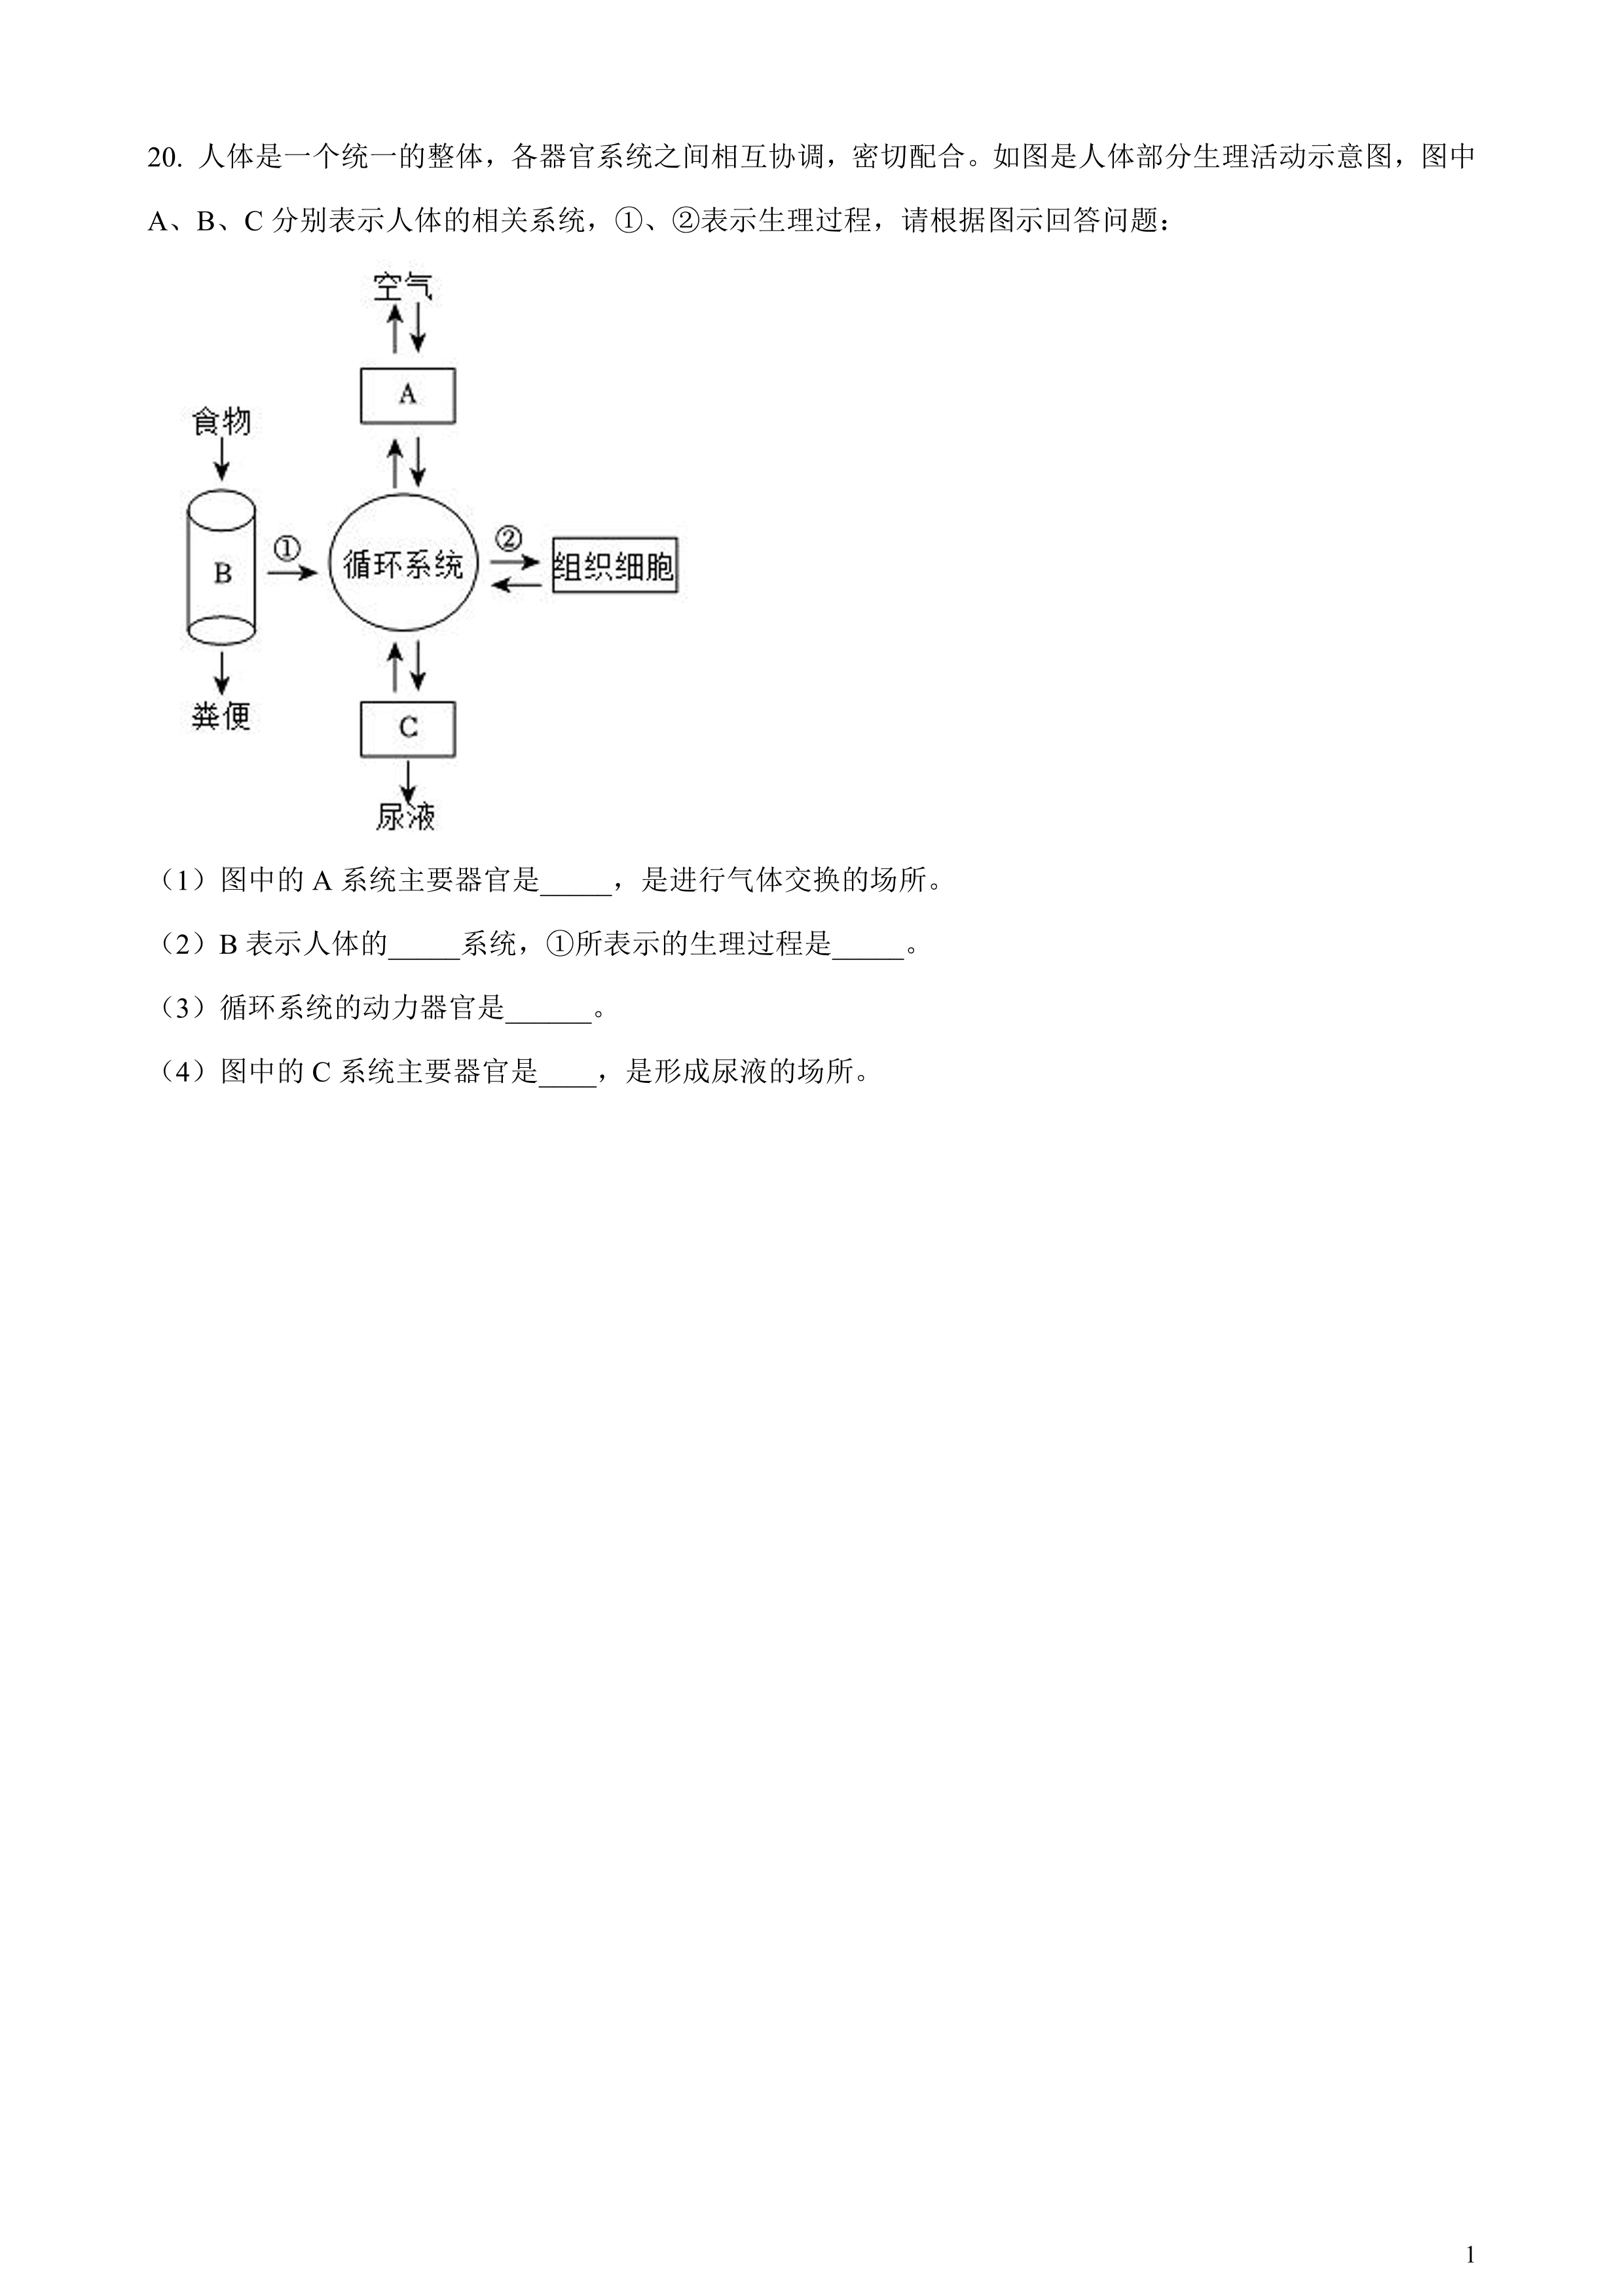 20. 人体是一个统一的整体，各器官系统之间相互协调，密切配合。如图是人体部分生理活动示意图，图中
A、B、C 分别表示人体的相关系统，①、②表示生理过程，请根据图示回答问题：
空气
A
食物
①
②
B
循环系统
组织细胞
粪便
C
尿液
（1）图中的 A 系统主要器官是_____，是进行气体交换的场所。
（2）B 表示人体的_____系统，①所表示的生理过程是_____。
（3）循环系统的动力器官是______。
（4）图中的 C 系统主要器官是____，是形成尿液的场所。
1